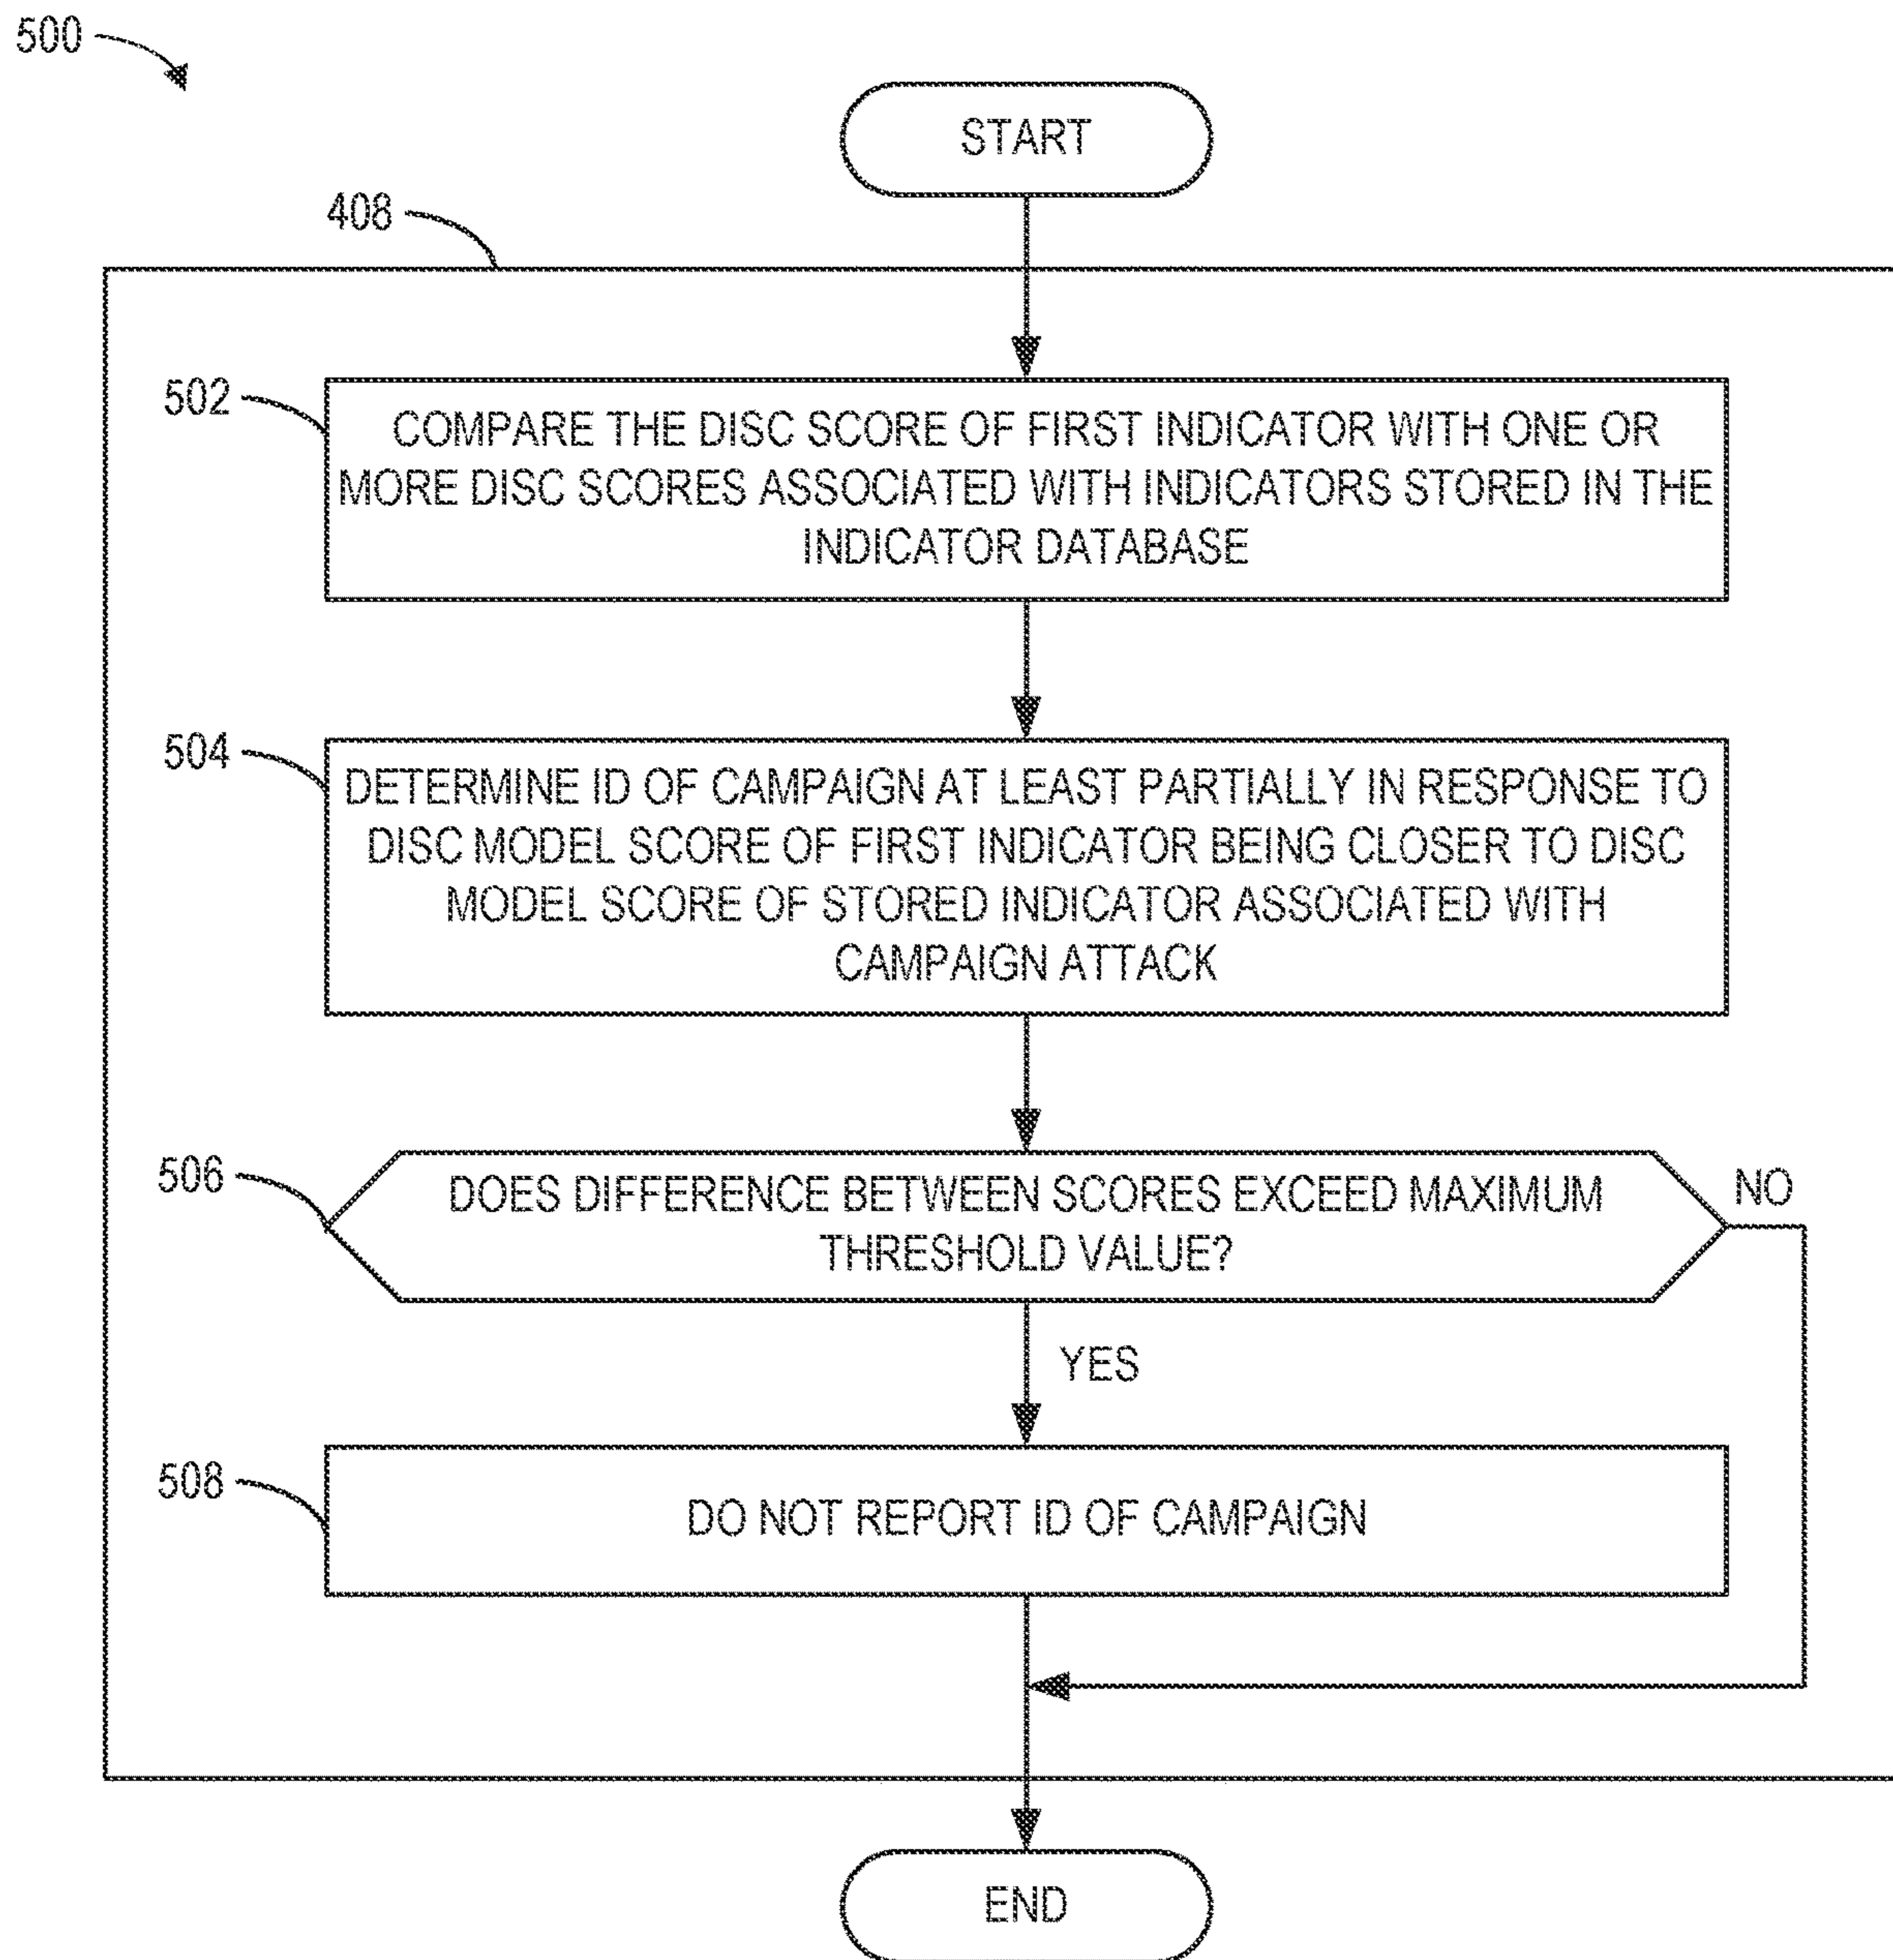 500
START
408
502
COMPARE THE DISC SCORE OF FIRST INDICATOR WITH ONE OR
MORE DISC SCORES ASSOCIATED WITH INDICATORS STORED IN THE
INDICATOR DATABASE
504
DETERMINE ID OF CAMPAIGN AT LEAST PARTIALLY IN RESPONSE TO
DISC MODEL SCORE OF FIRST INDICATOR BEING CLOSER TO DISC
MODEL SCORE OF STORED INDICATOR ASSOCIATED WITH
CAMPAIGN ATTACK
506
DOES DIFFERENCE BETWEEN SCORES EXCEED MAXIMUM
THRESHOLD VALUE?
NO
YES
508
DO NOT REPORT ID OF CAMPAIGN
END